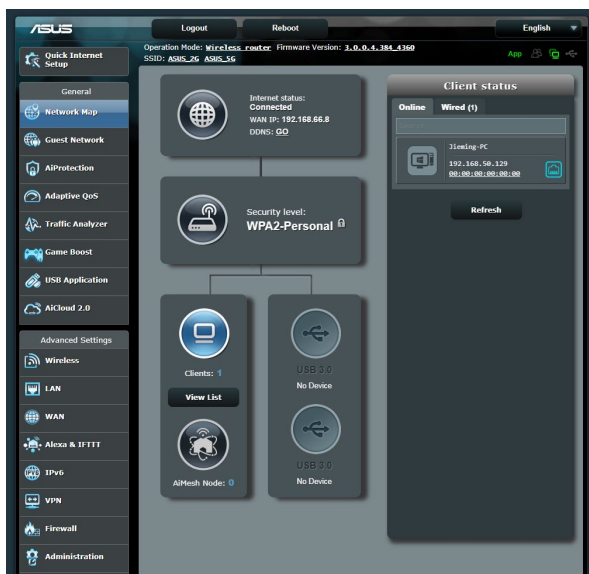 ASUS
Logout
Reboot
English
Quick Internet
Setup
Operation Mode: Wireless router Firmware Version: 3.0.0.4.384_4360
SSID: ASUS_2G ASUS_5G
App
General
Network Map
Guest Network
AiProtection
Adaptive QoS
Traffic Analyzer
Game Boost
USB Application
AiCloud 2.0
Advanced Settings
Wireless
LAN
WAN
Alexa & IFTTT
IPv6
VPN
Firewall
Administration
Internet status:
Connected
WAN IP: 192.168.66.8
DDNS: GO
Security level:
WPA2-Personal
Clients: 1
View List
AiMesh Node: 0
USB 3.0
No Device
USB 3.0
No Device
Client status
Online Wired (1)
Jieming-PC
192.168.50.129
00:00:00:00:00:00
Refresh